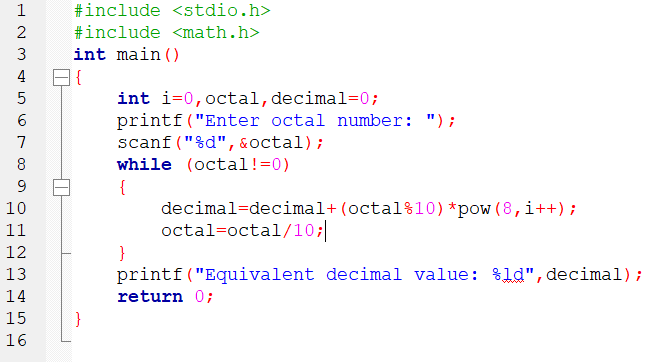 1 #include <stdio.h>
2 #include <math.h>
3 int main()
4 {
5 int i=0,octal,decimal=0;
6 printf("Enter octal number: ");
7 scanf("%d",&octal);
8 while (octal!=0)
9 {
10 decimal=decimal+(octal%10)*pow(8,i++);
11 octal=octal/10;
12 }
13 printf("Equivalent decimal value: %ld",decimal);
14 return 0;
15 }
16